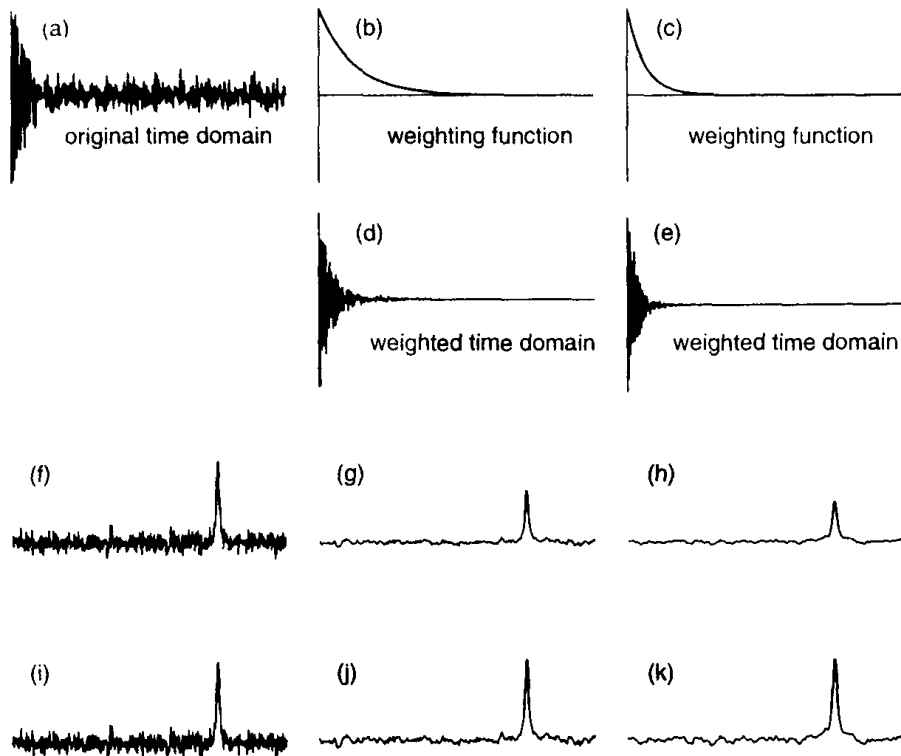 (a)
(b)
(c)
original time domain
weighting function
weighting function
(d)
(e)
weighted time domain
weighted time domain
(f)
(g)
(h)
(i)
(j)
(k)